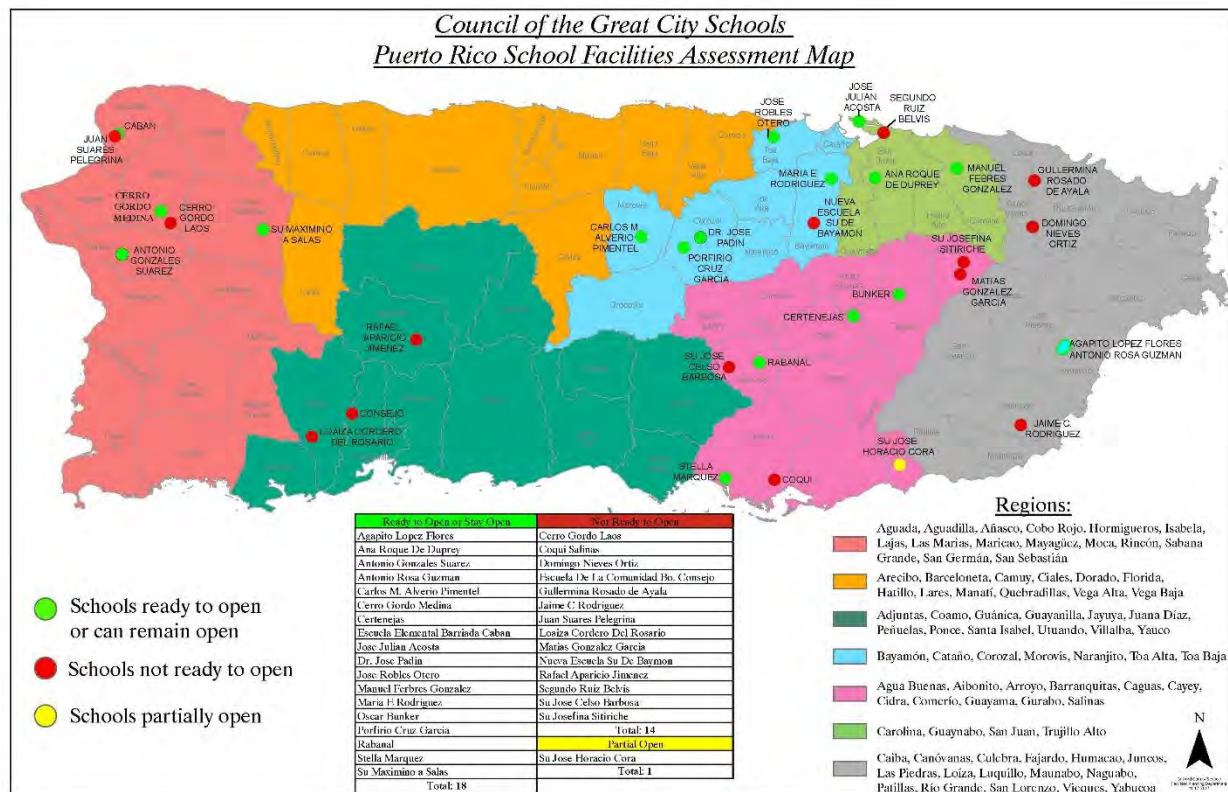 Council of the Great City Schools
Puerto Rico School Facilities Assessment Map
JOSE
ROBLES
OTERO
JOSE
JULIAN
ACOSTA
SEGUNDO
RUIZ
BELVIS
CABAN
JUAN
SUARES
PELEGRINA
CERRO
GORDO
MEDINA
CERRO
GORDO
LAOS
ANTONIO
GONZALES
SUAREZ
SU MAXIMINO
A SALAS
CARLOS M.
ALVERIO
PIMENTEL
DR. JOSE
PADIN
PORFIRIO
CRUZ
GARCIA
MARIA E
RODRIGUEZ
NUEVA
ESCUELA
SU DE
BAYAMON
ANA ROQUE
DE DUPREY
MANUEL
FEBRES
GONZALEZ
GULLERMINA
ROSADO
DE AYALA
DOMINGO
NIEVES
ORTIZ
SU JOSEFINA
SITIRICHE
MATIAS
GONZALEZ
GARCIA
BUNKER
CERTENEJAS
RAFAEL
APARICIO
JIMENEZ
SU JOSE
CELSO
BARBOSA
RABANAL
AGAPITO LOPEZ FLORES
ANTONIO ROSA GUZMAN
CONSEJO
LOAIZA CORDERO
DEL ROSARIO
JAIME C.
RODRIGUEZ
SU JOSE
HORACIO CORA
STELLA
MARQUEZ
COQUI
Schools ready to open
or can remain open
Schools not ready to open
Schools partially open
Ready to Open or Stay Open Not Ready to Open
Agapito Lopez Flores Cerro Gordo Laos
Ana Roque De Duprey Coqui Salinas
Antonio Gonzales Suarez Domingo Nieves Ortiz
Antonio Rosa Guzman Escuela De La Comunidad Bo. Consejo
Carlos M. Alverio Pimentel Gullermina Rosado de Ayala
Cerro Gordo Medina Jaime C Rodriguez
Certenejas Juan Suares Pelegrina
Escuela Elemental Barriada Caban Loaiza Cordero Del Rosario
Jose Julian Acosta Matias Gonzalez Garcia
Dr. Jose Padin Nueva Escuela Su De Baymon
Jose Robles Otero Rafael Aparicio Jimenez
Manuel Ferbres Gonzalez Segundo Ruiz Belvis
Maria E Rodriguez Su Jose Celso Barbosa
Oscar Bunker Su Josefina Sitiriche
Porfirio Cruz Garcia Total: 14
Rabanal Partial Open
Stella Marquez Su Jose Horacio Cora
Su Maximino a Salas Total: 1
Total: 18
Regions:
Aguada, Aguadilla, Añasco, Cobo Rojo, Hormigueros, Isabela,
Lajas, Las Marias, Maricao, Mayagüez, Moca, Rincón, Sabana
Grande, San Germán, San Sebastián
Arecibo, Barceloneta, Camuy, Ciales, Dorado, Florida,
Hatillo, Lares, Manatí, Quebradillas, Vega Alta, Vega Baja
Adjuntas, Coamo, Guánica, Guayanilla, Jayuya, Juana Díaz,
Peñuelas, Ponce, Santa Isabel, Utuando, Villalba, Yauco
Bayamón, Cataño, Corozal, Morovis, Naranjito, Toa Alta, Toa Baja
Agua Buenas, Aibonito, Arroyo, Barranquitas, Caguas, Cayey,
Cidra, Comerío, Guayama, Gurabo, Salinas
Carolina, Guaynabo, San Juan, Trujillo Alto
Caiba, Canóvanas, Culebra, Fajardo, Humacao, Juncos,
Las Piedras, Loíza, Luquillo, Maunabo, Naguabo,
Patillas, Río Grande, San Lorenzo, Vieques, Yabucoa
N